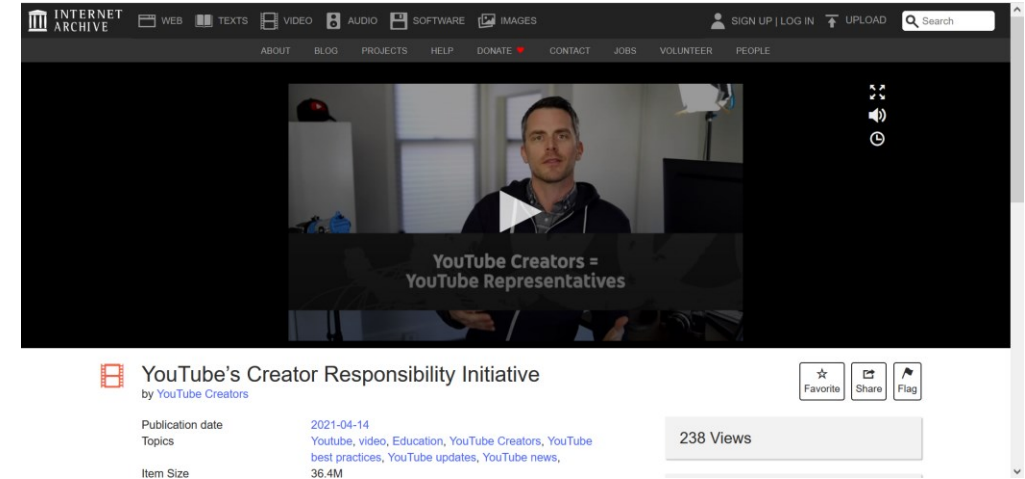 INTERNET
ARCHIVE
WEB TEXTS VIDEO AUDIO SOFTWARE IMAGES SIGN UP | LOG IN UPLOAD Search
ABOUT BLOG PROJECTS HELP DONATE CONTACT JOBS VOLUNTEER PEOPLE
YouTube Creators =
YouTube Representatives
YouTube’s Creator Responsibility Initiative
by YouTube Creators
Favorite Share Flag
Publication date 2021-04-14
Topics Youtube, video, Education, YouTube Creators, YouTube
best practices, YouTube updates, YouTube news,
Item Size 36.4M
238 Views